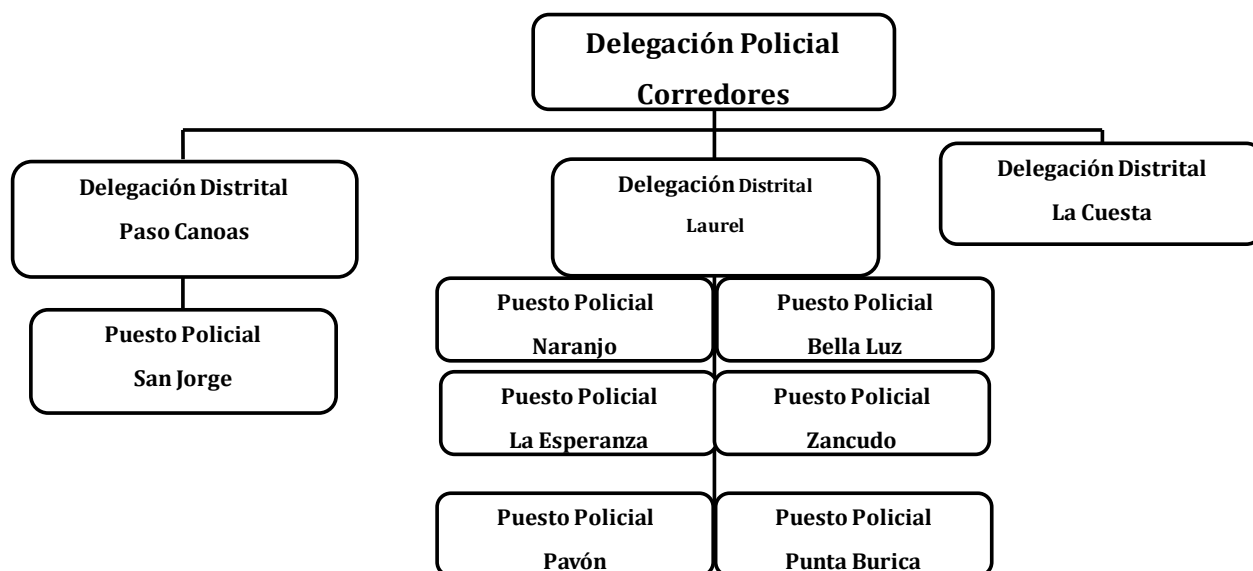 Delegación Policial
Corredores
Delegación Distrital
Paso Canoas
Delegación Distrital
Laurel
Delegación Distrital
La Cuesta
Puesto Policial
San Jorge
Puesto Policial
Naranjo
Puesto Policial
Bella Luz
Puesto Policial
La Esperanza
Puesto Policial
Zancudo
Puesto Policial
Pavón
Puesto Policial
Punta Burica